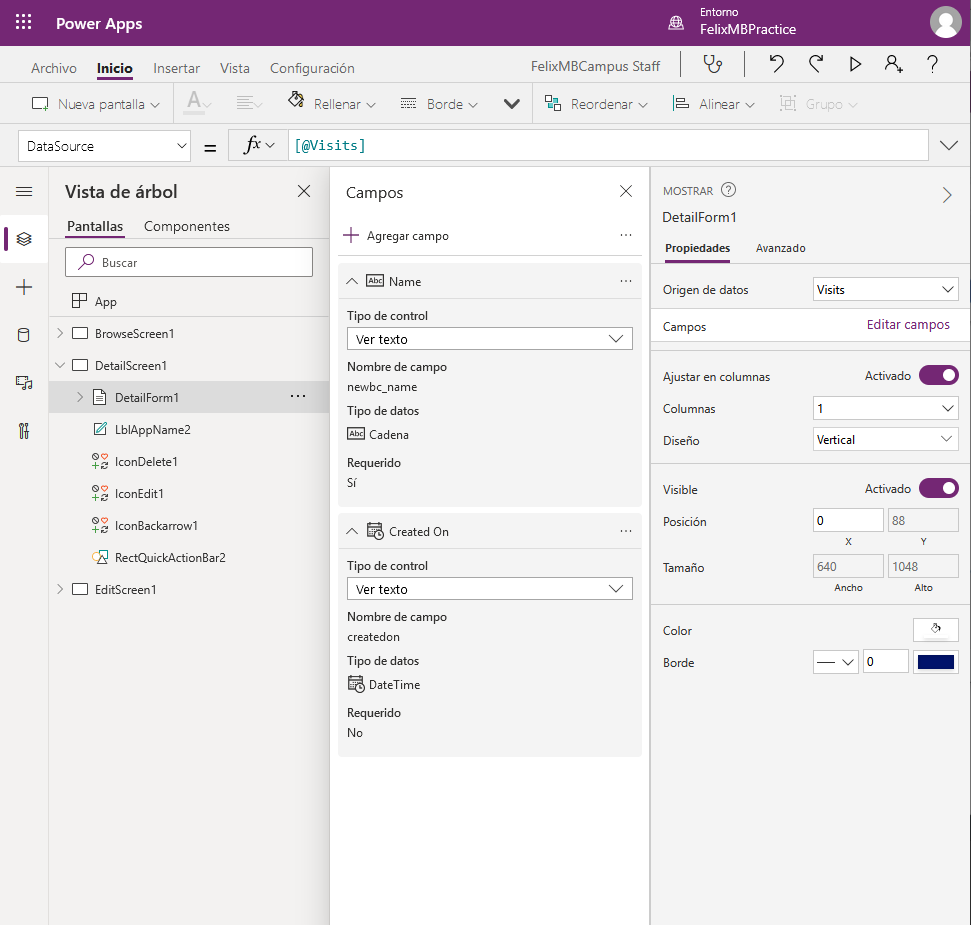 Power Apps
Entorno
FelixMBPractice
Archivo Inicio Insertar Vista Configuración FelixMBCampus Staff
Nueva pantalla A Rellenar Borde Reordenar Alinear Grupo
DataSource = fx [@Visits]
Vista de árbol
Pantallas Componentes
Buscar
App
BrowseScreen1
DetailScreen1
DetailForm1
LblAppName2
IconDelete1
IconEdit1
IconBackarrow1
RectQuickActionBar2
EditScreen1
Campos
Agregar campo
Abc Name
Tipo de control
Ver texto
Nombre de campo
newbc_name
Tipo de datos
Abc Cadena
Requerido
Sí
Created On
Tipo de control
Ver texto
Nombre de campo
createdon
Tipo de datos
DateTime
Requerido
No
MOSTRAR ?
DetailForm1
Propiedades Avanzado
Origen de datos Visits
Campos Editar campos
Ajustar en columnas Activado
Columnas 1
Diseño Vertical
Visible Activado
Posición 0 88
X Y
Tamaño 640 1048
Ancho Alto
Color
Borde 0